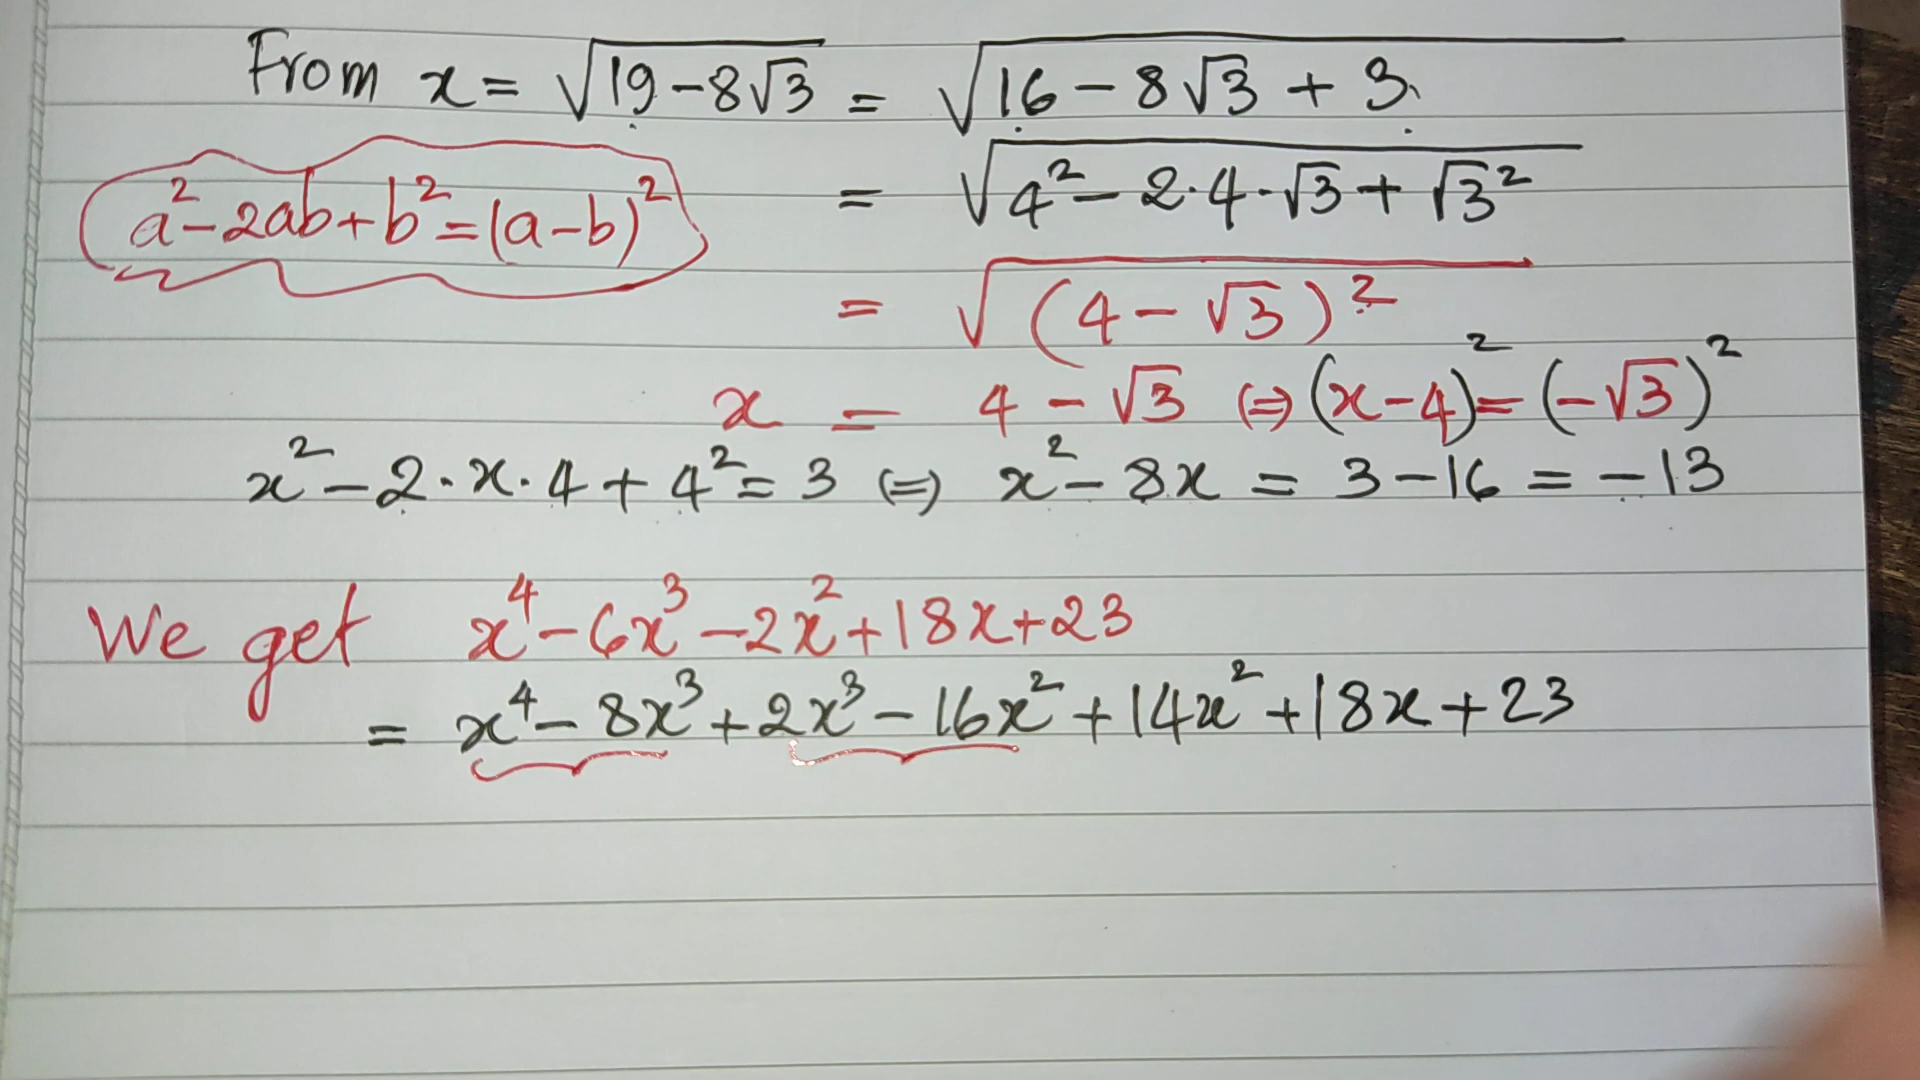 From x = √(19 − 8√3) = √(16 − 8√3 + 3)
a² − 2ab + b² = (a − b)²
= √(4² − 2·4·√3 + √3²)
= √((4 − √3)²)
x = 4 − √3 ⇔ (x − 4)² = (−√3)²
x² − 2·x·4 + 4² = 3 ⇔ x² − 8x = 3 − 16 = −13
We get x⁴ − 6x³ − 2x² + 18x + 23
= x⁴ − 8x³ + 2x³ − 16x² + 14x² + 18x + 23